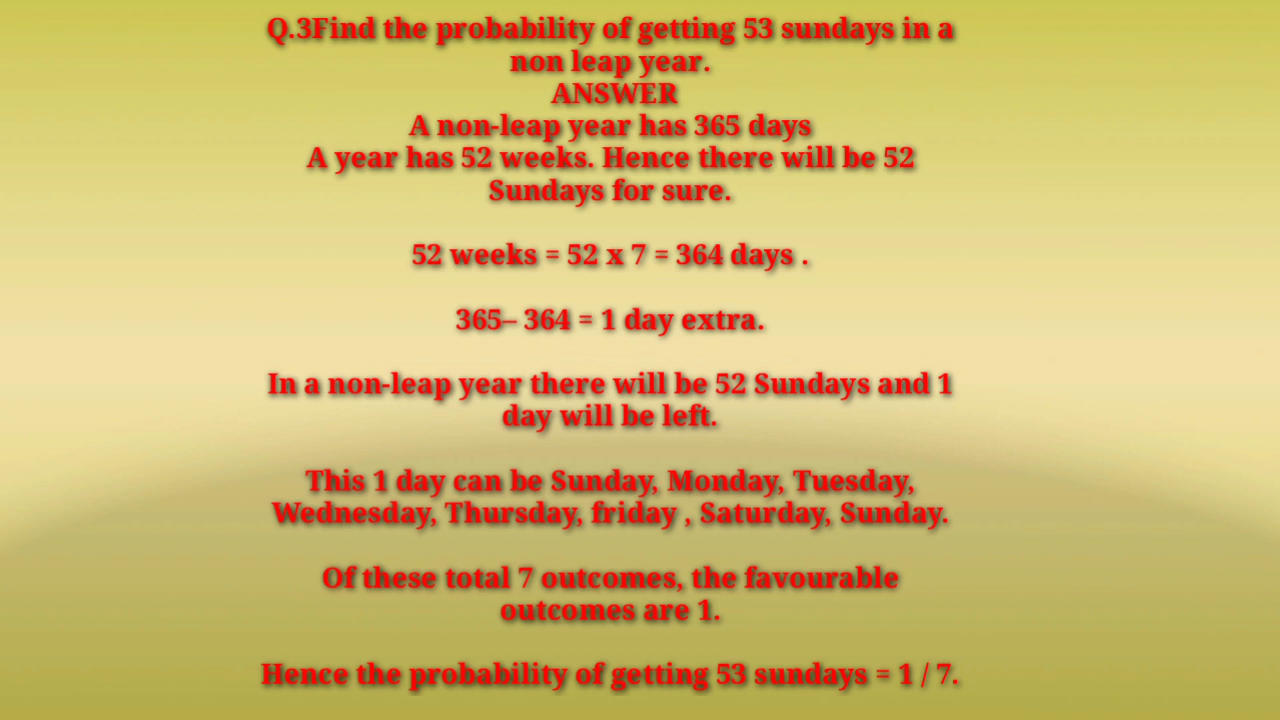 Q.3Find the probability of getting 53 sundays in a
non leap year.
ANSWER
A non-leap year has 365 days
A year has 52 weeks. Hence there will be 52
Sundays for sure.
52 weeks = 52 x 7 = 364 days .
365– 364 = 1 day extra.
In a non-leap year there will be 52 Sundays and 1
day will be left.
This 1 day can be Sunday, Monday, Tuesday,
Wednesday, Thursday, friday , Saturday, Sunday.
Of these total 7 outcomes, the favourable
outcomes are 1.
Hence the probability of getting 53 sundays = 1 / 7.